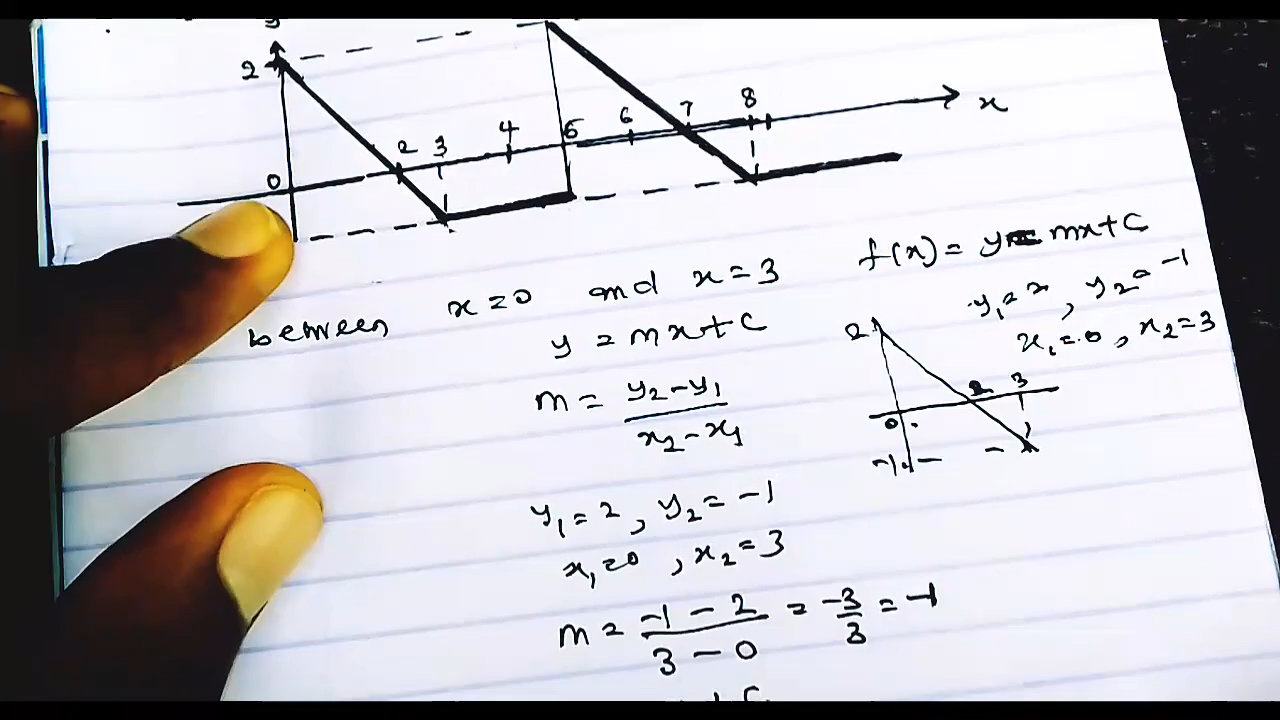 2
0 2 3 4 5 6 7 8 x
between x=0 and x=3
f(x) = y = mx+c
y = mx+c
y₁=2, y₂=-1
x₁=0, x₂=3
m = y₂-y₁ / x₂-x₁
2
0 2 3
-1
y₁=2, y₂=-1
x₁=0, x₂=3
m = -1-2 / 3-0 = -3/3 = -1